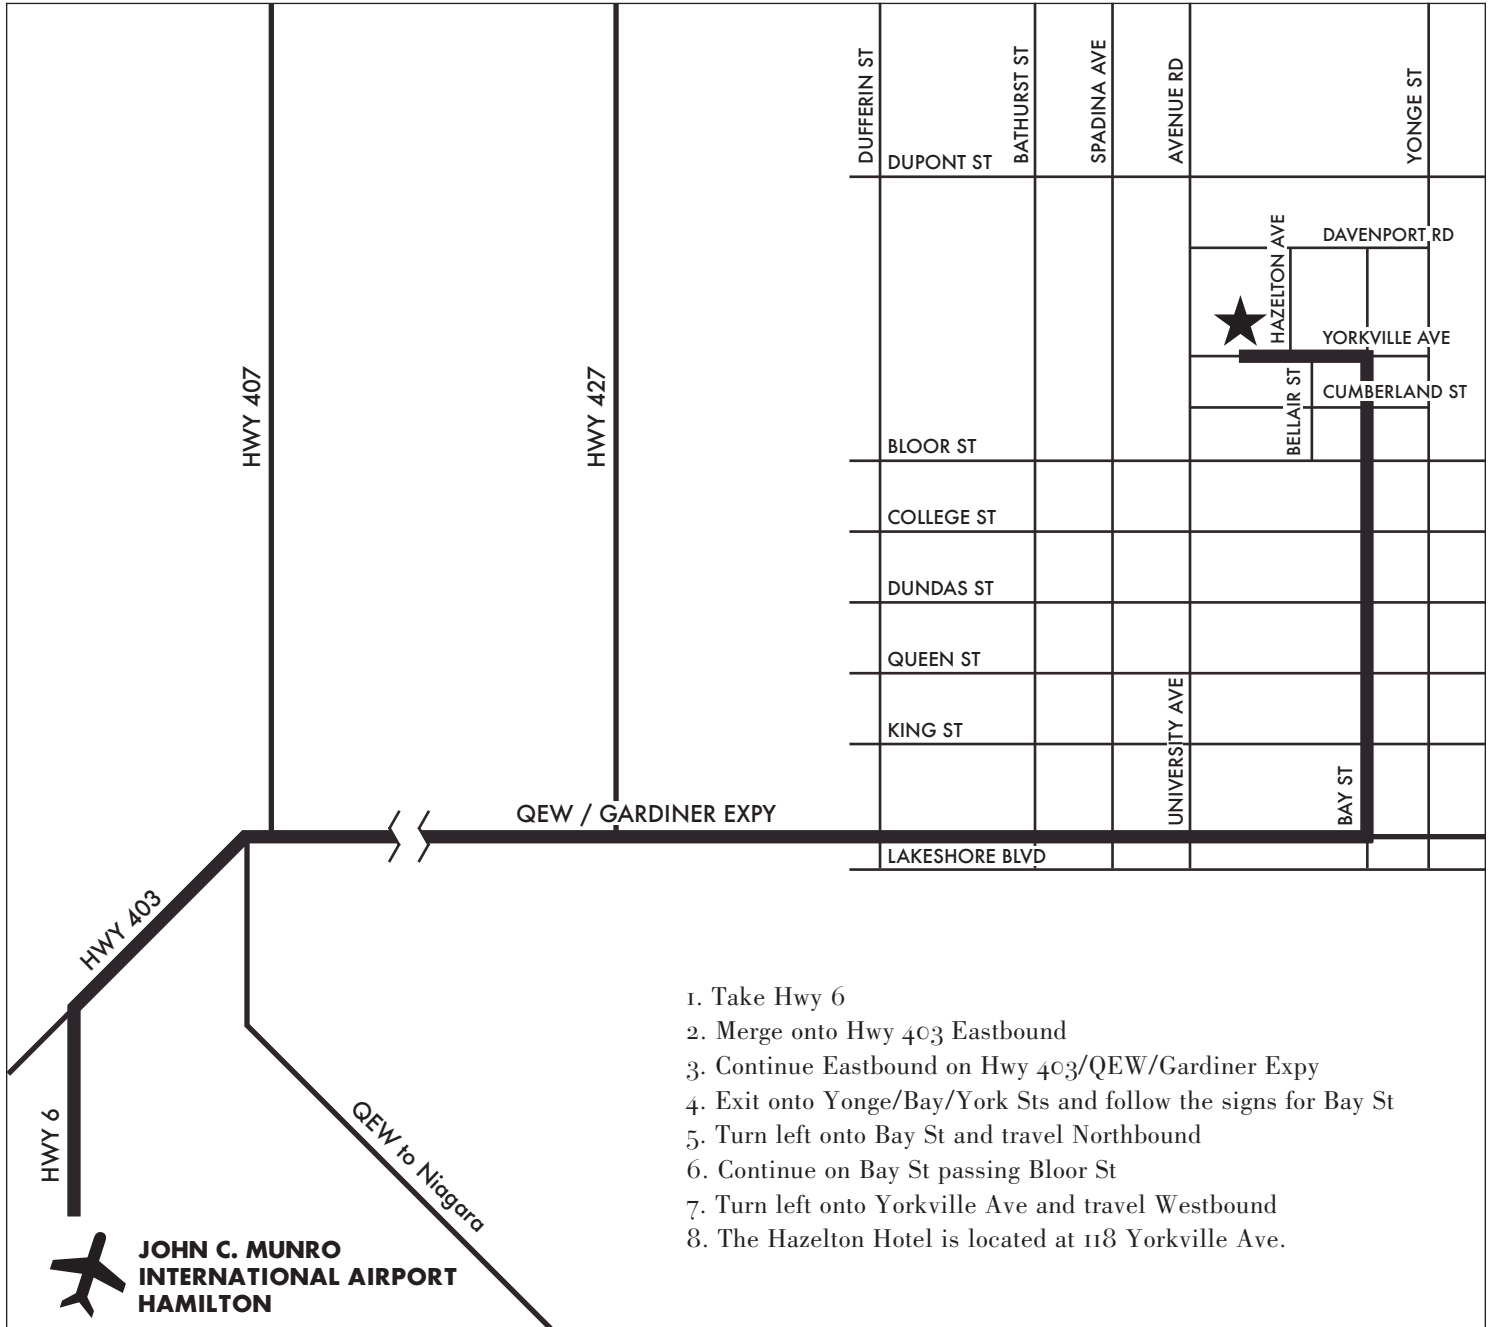 DUFFERIN ST
BATHURST ST
SPADINA AVE
AVENUE RD
YONGE ST
DUPONT ST
HAZELTON AVE
DAVENPORT RD
YORKVILLE AVE
BELLAIR ST
CUMBERLAND ST
HWY 407
HWY 427
BLOOR ST
COLLEGE ST
DUNDAS ST
QUEEN ST
UNIVERSITY AVE
KING ST
BAY ST
QEW / GARDINER EXPY
LAKESHORE BLVD
HWY 403
HWY 6
QEW to Niagara
1. Take Hwy 6
2. Merge onto Hwy 403 Eastbound
3. Continue Eastbound on Hwy 403/QEW/Gardiner Expy
4. Exit onto Yonge/Bay/York Sts and follow the signs for Bay St
5. Turn left onto Bay St and travel Northbound
6. Continue on Bay St passing Bloor St
7. Turn left onto Yorkville Ave and travel Westbound
8. The Hazelton Hotel is located at 118 Yorkville Ave.
JOHN C. MUNRO
INTERNATIONAL AIRPORT
HAMILTON